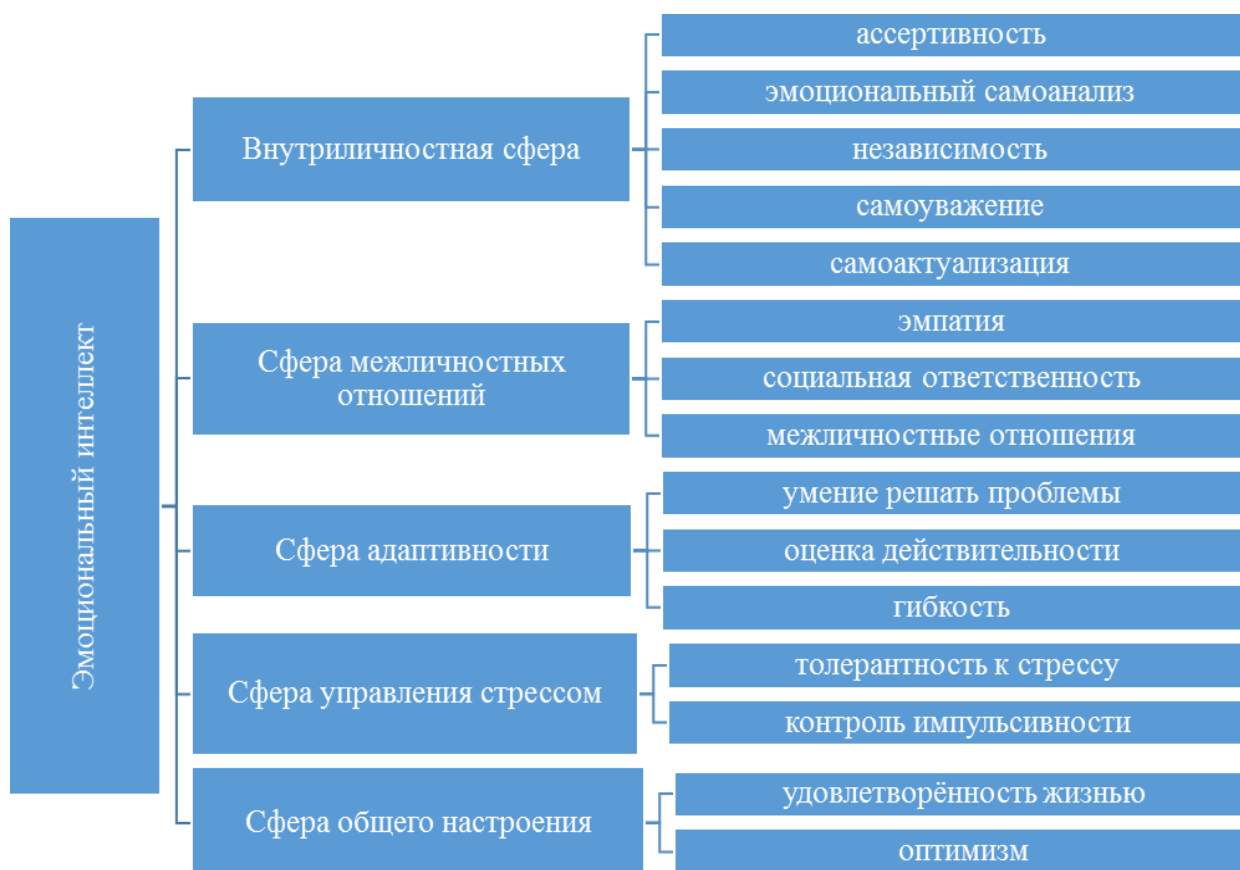 Эмоциональный интеллект
Внутриличностная сфера
ассертивность
эмоциональный самоанализ
независимость
самоуважение
самоактуализация
Сфера межличностных
отношений
эмпатия
социальная ответственность
межличностные отношения
Сфера адаптивности
умение решать проблемы
оценка действительности
гибкость
Сфера управления стрессом
толерантность к стрессу
контроль импульсивности
Сфера общего настроения
удовлетворённость жизнью
оптимизм